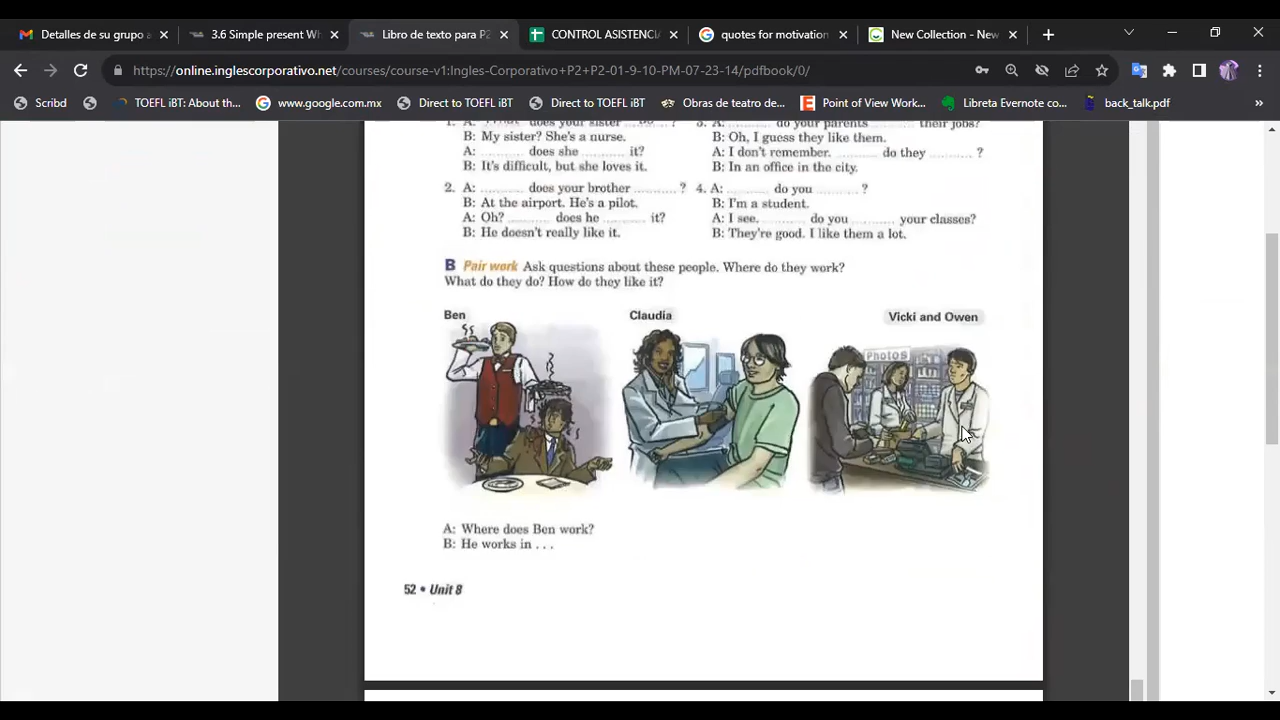 Detalles de su grupo a
3.6 Simple present Wh
Libro de texto para P2
CONTROL ASISTENCI
quotes for motivation
New Collection - New
https://online.inglescorporativo.net/courses/course-v1:Ingles-Corporativo+P2+P2-01-9-10-PM-07-23-14/pdfbook/0/
Scribd
TOEFL iBT: About th...
www.google.com.mx
Direct to TOEFL iBT
Direct to TOEFL iBT
Obras de teatro de...
Point of View Work...
Libreta Evernote co...
back_talk.pdf
»
1. A: What does your sister do ?
B: My sister? She's a nurse.
A: ........... does she ........... it?
B: It's difficult, but she loves it.
2. A: ........... does your brother ........... ?
B: At the airport. He's a pilot.
A: Oh? ........... does he ........... it?
B: He doesn't really like it.
3. A: ........... do your parents ........... their jobs?
B: Oh, I guess they like them.
A: I don't remember. ........... do they ........... ?
B: In an office in the city.
4. A: ........... do you ........... ?
B: I'm a student.
A: I see. ........... do you ........... your classes?
B: They're good. I like them a lot.
B Pair work Ask questions about these people. Where do they work?
What do they do? How do they like it?
Ben
Claudia
Vicki and Owen
PHOTOS
A: Where does Ben work?
B: He works in . . .
52 • Unit 8